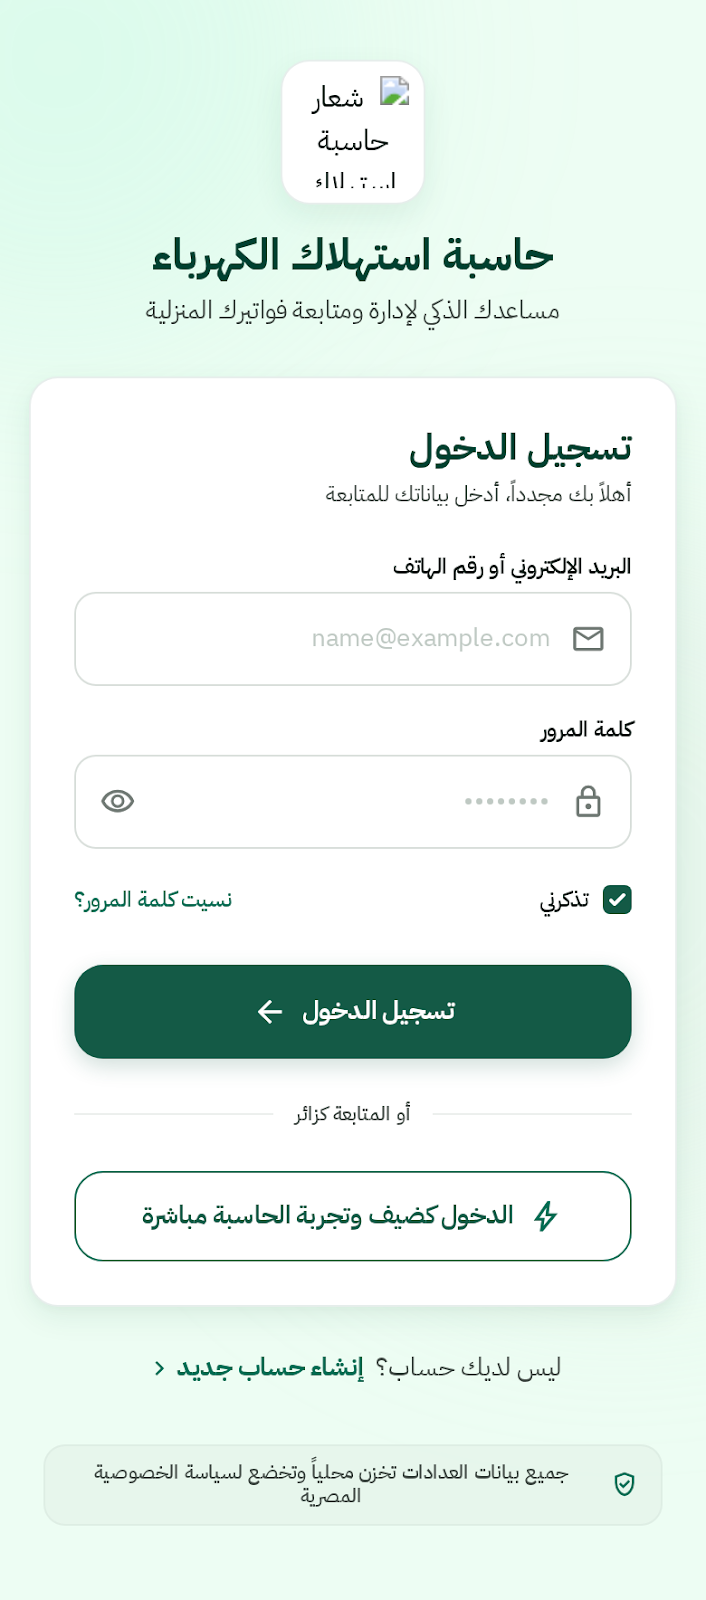 شعار
حاسبة
استهلاك
حاسبة استهلاك الكهرباء
مساعدك الذكي لإدارة ومتابعة فواتيرك المنزلية
تسجيل الدخول
أهلاً بك مجدداً، أدخل بياناتك للمتابعة
البريد الإلكتروني أو رقم الهاتف
name@example.com
كلمة المرور
••••••••
تذكرني
نسيت كلمة المرور؟
تسجيل الدخول
أو المتابعة كزائر
الدخول كضيف وتجربة الحاسبة مباشرة
ليس لديك حساب؟ إنشاء حساب جديد
جميع بيانات العدادات تخزن محلياً وتخضع لسياسة الخصوصية
المصرية